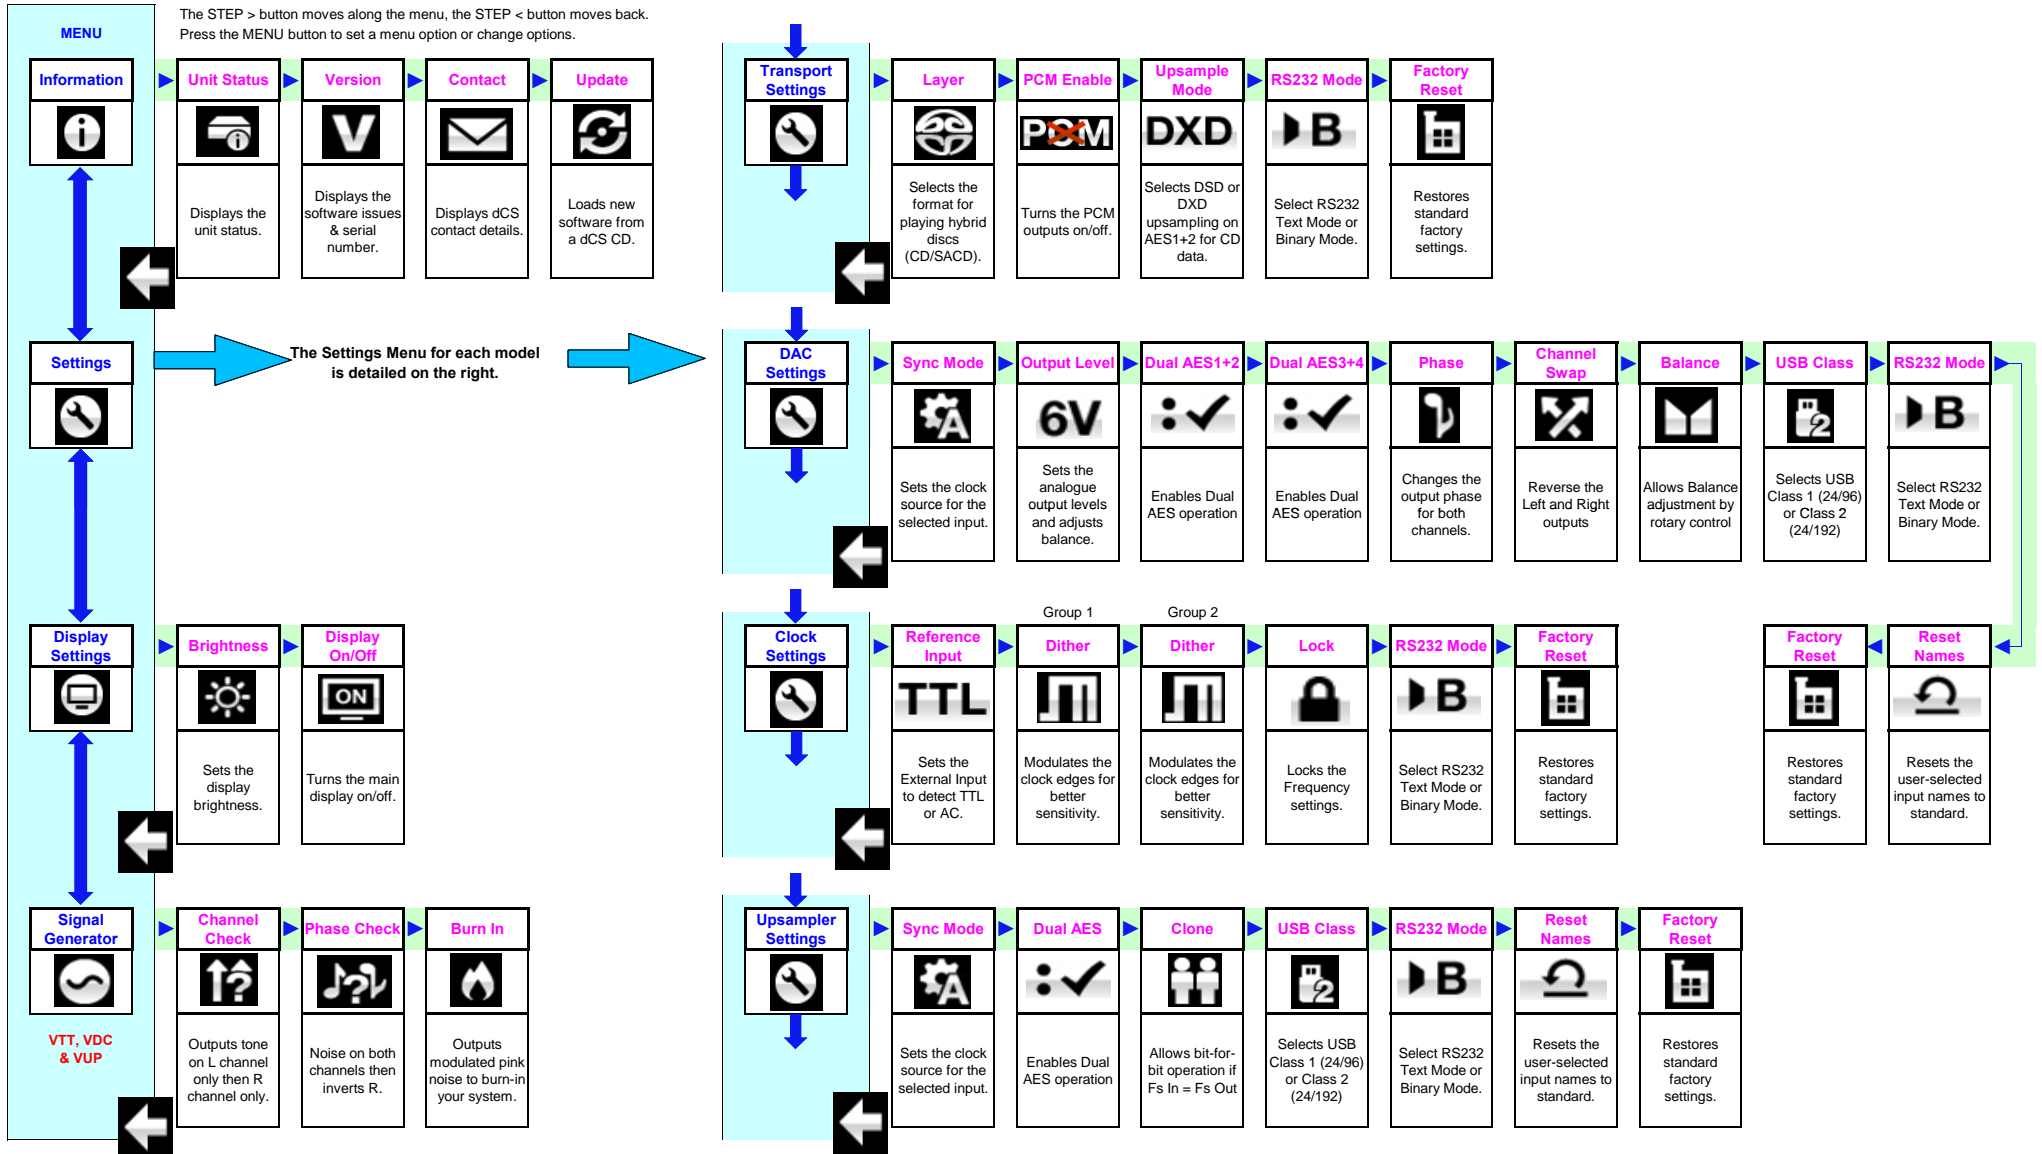 The STEP > button moves along the menu, the STEP < button moves back.
Press the MENU button to set a menu option or change options.
MENU
Information
Unit Status
Version
Contact
Update
V
Displays the
unit status.
Displays the
software issues
& serial
number.
Displays dCS
contact details.
Loads new
software from
a dCS CD.
Settings
The Settings Menu for each model
is detailed on the right.
Display
Settings
Brightness
Display
On/Off
ON
Sets the
display
brightness.
Turns the main
display on/off.
Signal
Generator
Channel
Check
Phase Check
Burn In
?
?
VTT, VDC
& VUP
Outputs tone
on L channel
only then R
channel only.
Noise on both
channels then
inverts R.
Outputs
modulated pink
noise to burn-in
your system.
Transport
Settings
Layer
PCM Enable
Upsample
Mode
RS232 Mode
Factory
Reset
PCM
DXD
B
Selects the
format for
playing hybrid
discs
(CD/SACD).
Turns the PCM
outputs on/off.
Selects DSD or
DXD
upsampling on
AES1+2 for CD
data.
Select RS232
Text Mode or
Binary Mode.
Restores
standard
factory
settings.
DAC
Settings
Sync Mode
Output Level
Dual AES1+2
Dual AES3+4
Phase
Channel
Swap
Balance
USB Class
RS232 Mode
A
6V
2
B
Sets the clock
source for the
selected input.
Sets the
analogue
output levels
and adjusts
balance.
Enables Dual
AES operation
Enables Dual
AES operation
Changes the
output phase
for both
channels.
Reverse the
Left and Right
outputs
Allows Balance
adjustment by
rotary control
Selects USB
Class 1 (24/96)
or Class 2
(24/192)
Select RS232
Text Mode or
Binary Mode.
Group 1
Group 2
Clock
Settings
Reference
Input
Dither
Dither
Lock
RS232 Mode
Factory
Reset
Factory
Reset
Reset
Names
TTL
B
Sets the
External Input
to detect TTL
or AC.
Modulates the
clock edges for
better
sensitivity.
Modulates the
clock edges for
better
sensitivity.
Locks the
Frequency
settings.
Select RS232
Text Mode or
Binary Mode.
Restores
standard
factory
settings.
Restores
standard
factory
settings.
Resets the
user-selected
input names to
standard.
Upsampler
Settings
Sync Mode
Dual AES
Clone
USB Class
RS232 Mode
Reset
Names
Factory
Reset
A
2
B
Sets the clock
source for the
selected input.
Enables Dual
AES operation
Allows bit-for-
bit operation if
Fs In = Fs Out
Selects USB
Class 1 (24/96)
or Class 2
(24/192)
Select RS232
Text Mode or
Binary Mode.
Resets the
user-selected
input names to
standard.
Restores
standard
factory
settings.